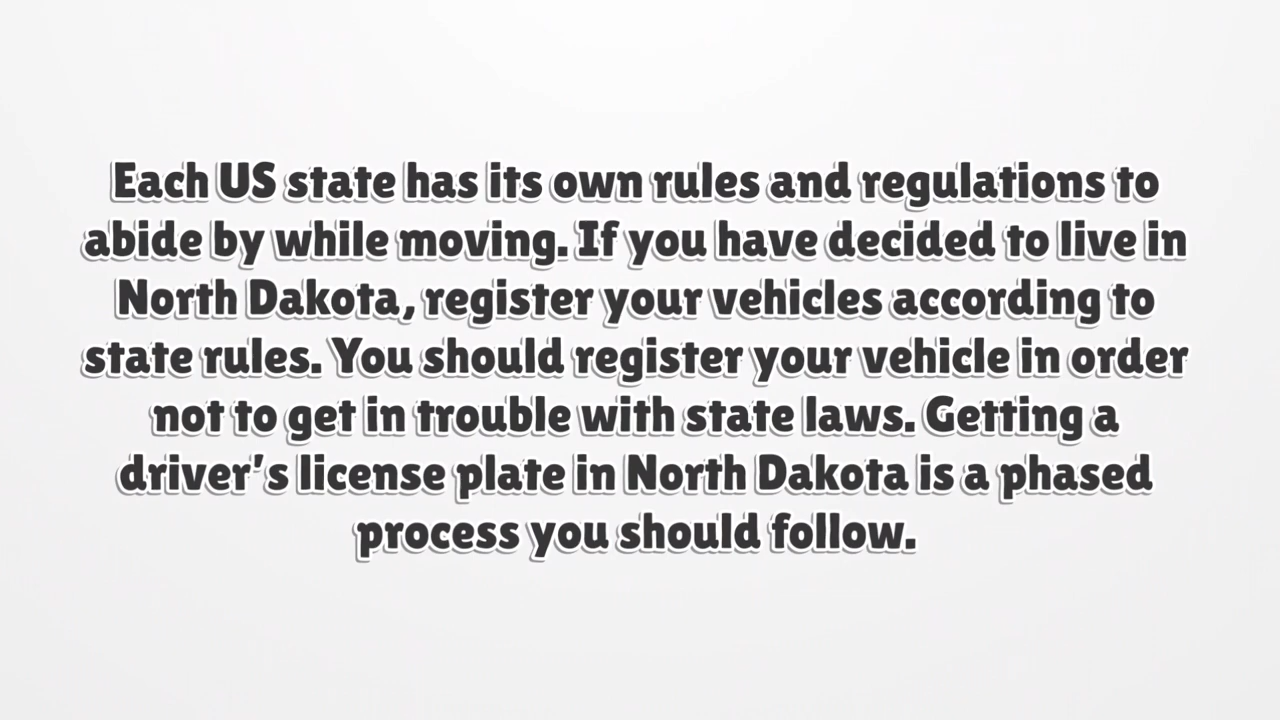 Each US state has its own rules and regulations to
abide by while moving. If you have decided to live in
North Dakota, register your vehicles according to
state rules. You should register your vehicle in order
not to get in trouble with state laws. Getting a
driver's license plate in North Dakota is a phased
process you should follow.